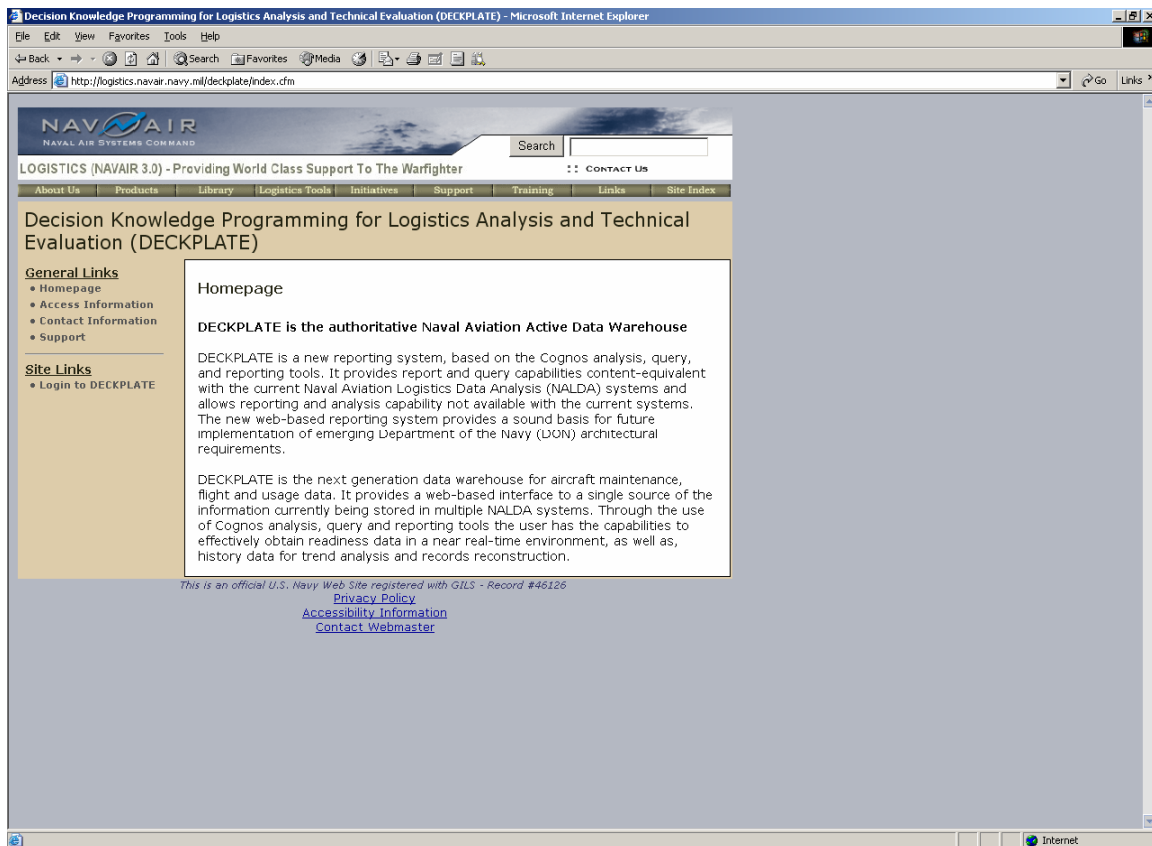 Decision Knowledge Programming for Logistics Analysis and Technical Evaluation (DECKPLATE) - Microsoft Internet Explorer
File Edit View Favorites Tools Help
Back Search Favorites Media
Address http://logistics.navair.navy.mil/deckplate/index.cfm Go Links »
NAVAIR
NAVAL AIR SYSTEMS COMMAND
Search
LOGISTICS (NAVAIR 3.0) - Providing World Class Support To The Warfighter
:: CONTACT US
About Us Products Library Logistics Tools Initiatives Support Training Links Site Index
Decision Knowledge Programming for Logistics Analysis and Technical
Evaluation (DECKPLATE)
General Links
• Homepage
• Access Information
• Contact Information
• Support
Site Links
• Login to DECKPLATE
Homepage
DECKPLATE is the authoritative Naval Aviation Active Data Warehouse
DECKPLATE is a new reporting system, based on the Cognos analysis, query,
and reporting tools. It provides report and query capabilities content-equivalent
with the current Naval Aviation Logistics Data Analysis (NALDA) systems and
allows reporting and analysis capability not available with the current systems.
The new web-based reporting system provides a sound basis for future
implementation of emerging Department of the Navy (DON) architectural
requirements.
DECKPLATE is the next generation data warehouse for aircraft maintenance,
flight and usage data. It provides a web-based interface to a single source of the
information currently being stored in multiple NALDA systems. Through the use
of Cognos analysis, query and reporting tools the user has the capabilities to
effectively obtain readiness data in a near real-time environment, as well as,
history data for trend analysis and records reconstruction.
This is an official U.S. Navy Web Site registered with GILS - Record #46126
Privacy Policy
Accessibility Information
Contact Webmaster
Internet